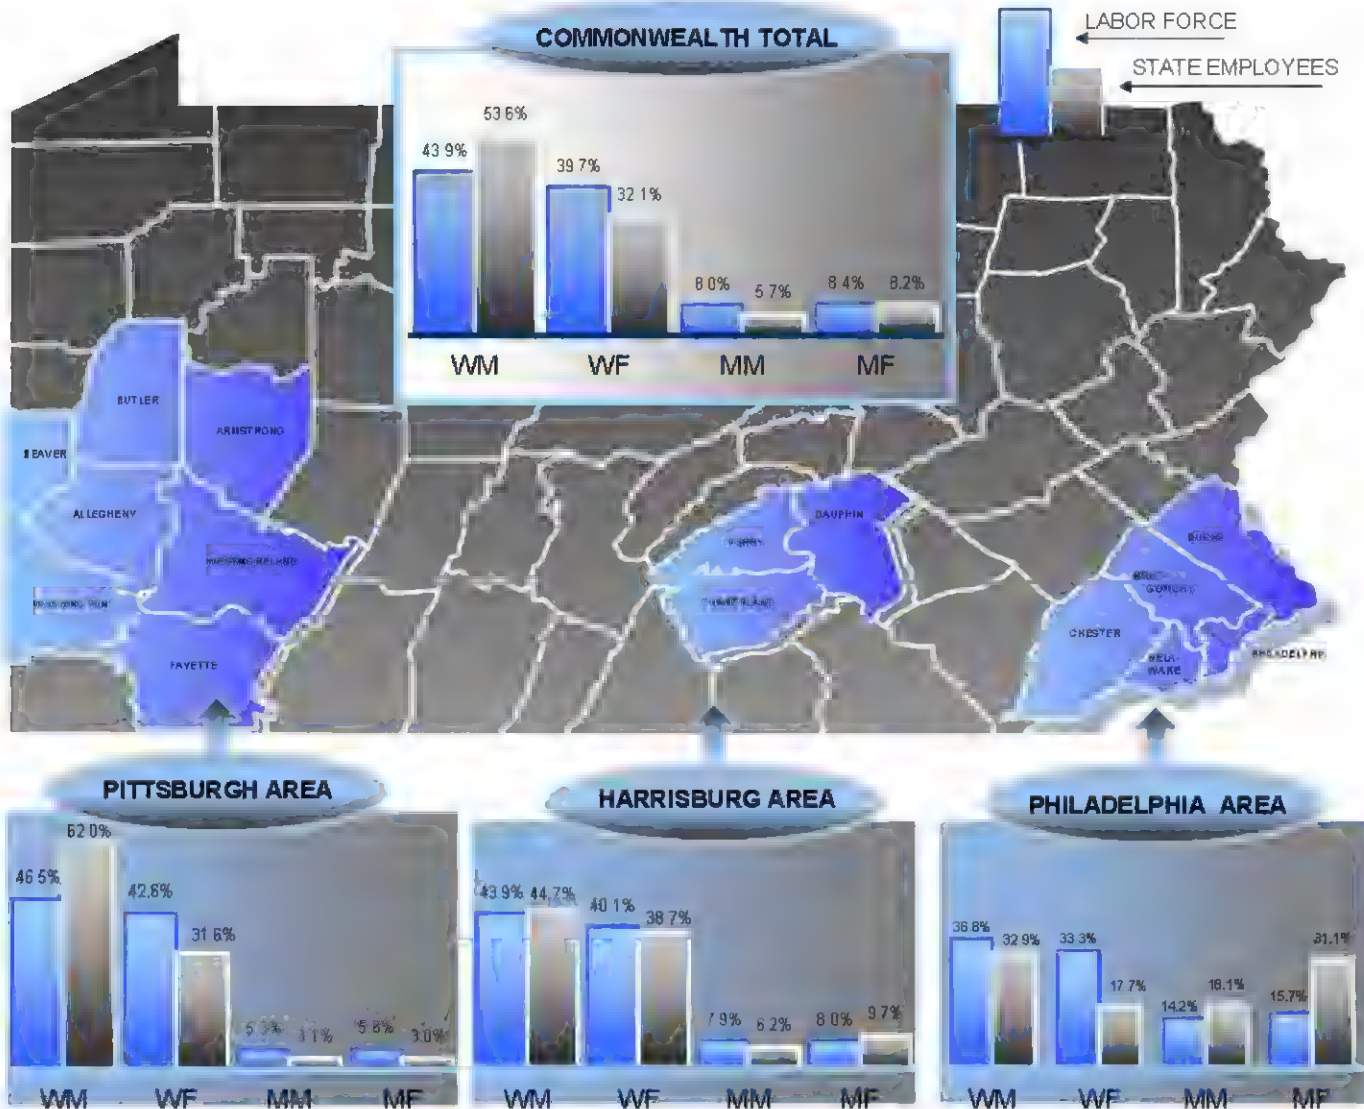 COMMONWEALTH TOTAL
LABOR FORCE
STATE EMPLOYEES
43.9%
53.6%
39.7%
32.1%
8.0%
5.7%
8.4%
8.2%
WM WF MM MF
BUTLER
ARMSTRONG
BEAVER
ALLEGHENY
FAYETTE
DAUPHIN
PERRY
BUCKS
CHESTER
DELA-
WARE
PHILADELPHIA
PITTSBURGH AREA
HARRISBURG AREA
PHILADELPHIA AREA
46.5%
62.0%
42.8%
31.6%
3.0%
WM WF MM MF
43.9%
44.7%
40.1%
38.7%
7.9%
6.2%
8.0%
9.7%
WM WF MM MF
36.8%
32.9%
33.3%
17.7%
14.2%
18.1%
15.7%
31.1%
WM WF MM MF